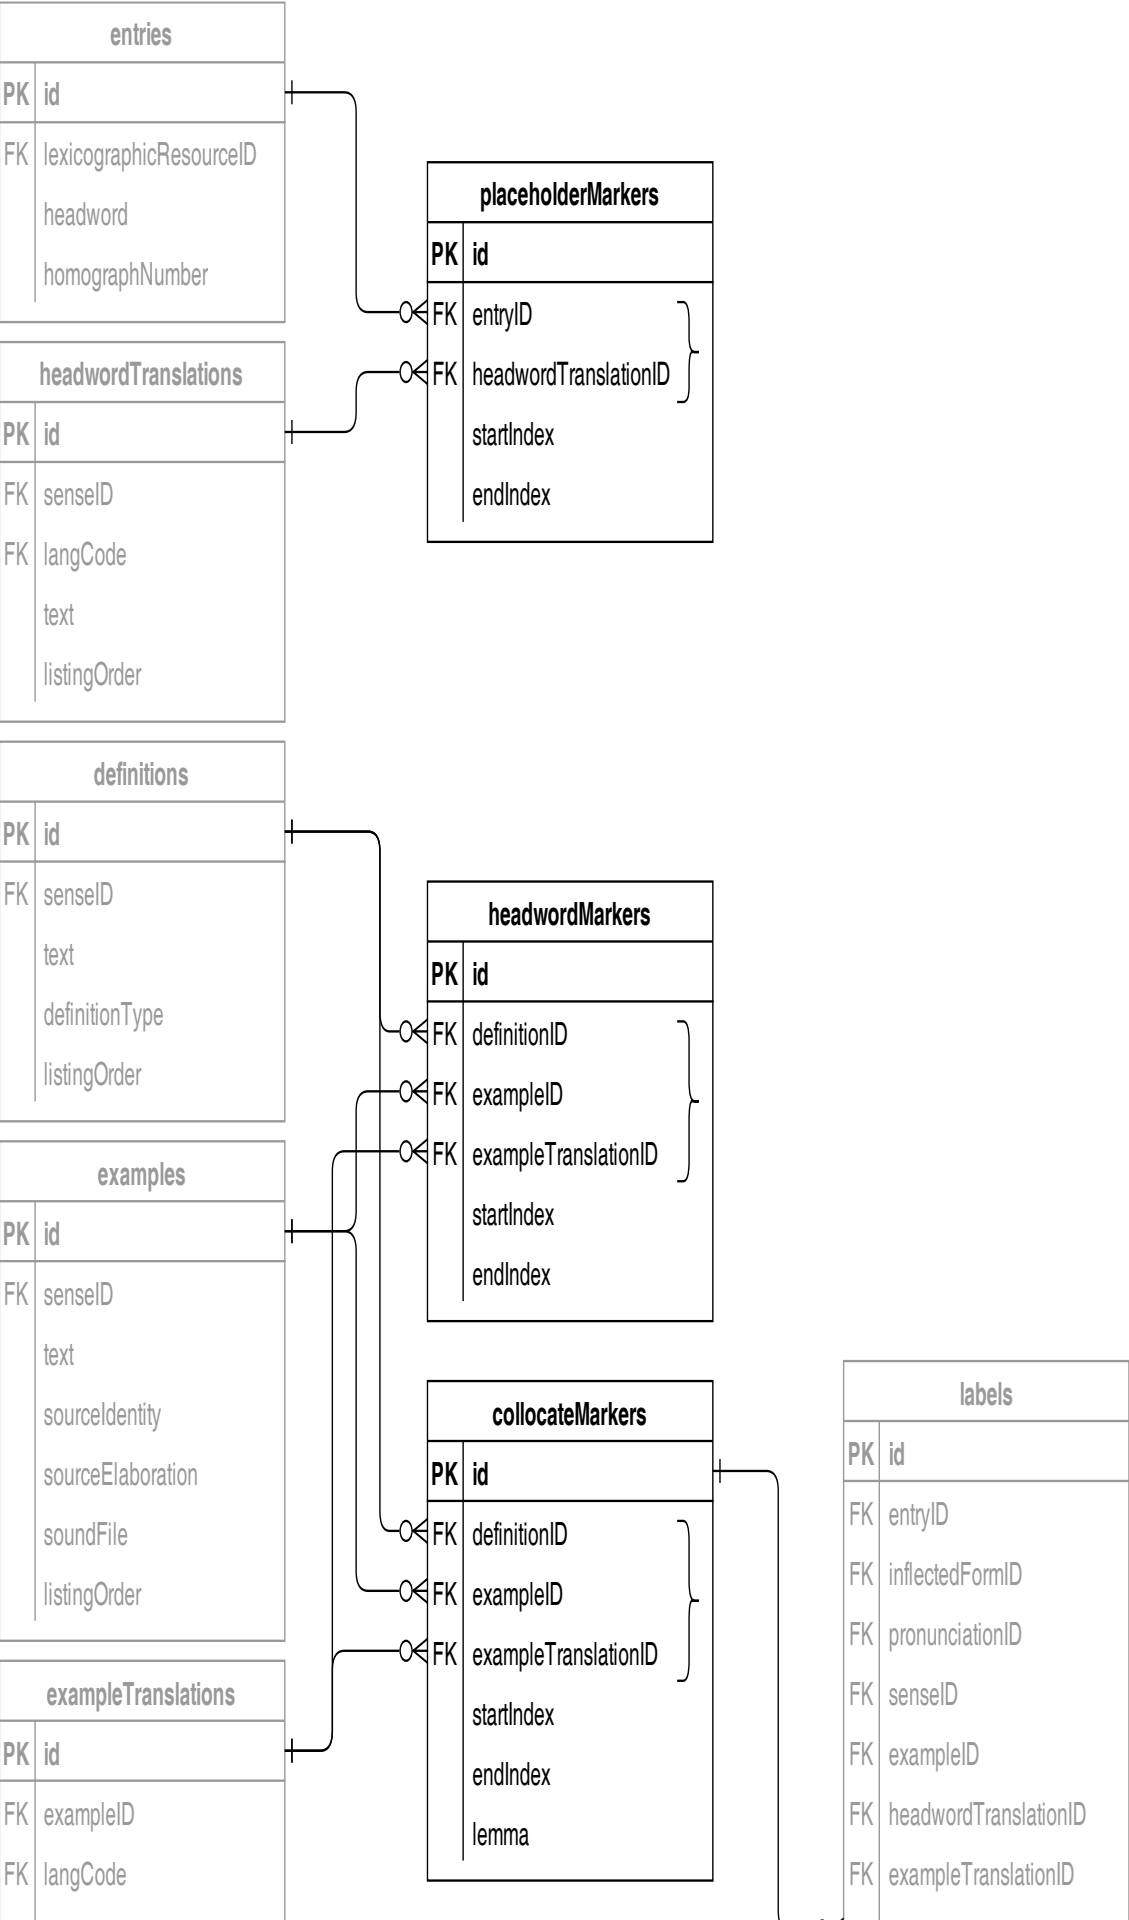 entries
PK id
FK lexicographicResourceID
headword
homographNumber
headwordTranslations
PK id
FK senseID
FK langCode
text
listingOrder
definitions
PK id
FK senseID
text
definitionType
listingOrder
examples
PK id
FK senseID
text
sourceIdentity
sourceElaboration
soundFile
listingOrder
exampleTranslations
PK id
FK exampleID
FK langCode
placeholderMarkers
PK id
FK entryID
FK headwordTranslationID
startIndex
endIndex
headwordMarkers
PK id
FK definitionID
FK exampleID
FK exampleTranslationID
startIndex
endIndex
collocateMarkers
PK id
FK definitionID
FK exampleID
FK exampleTranslationID
startIndex
endIndex
lemma
labels
PK id
FK entryID
FK inflectedFormID
FK pronunciationID
FK senseID
FK exampleID
FK headwordTranslationID
FK exampleTranslationID